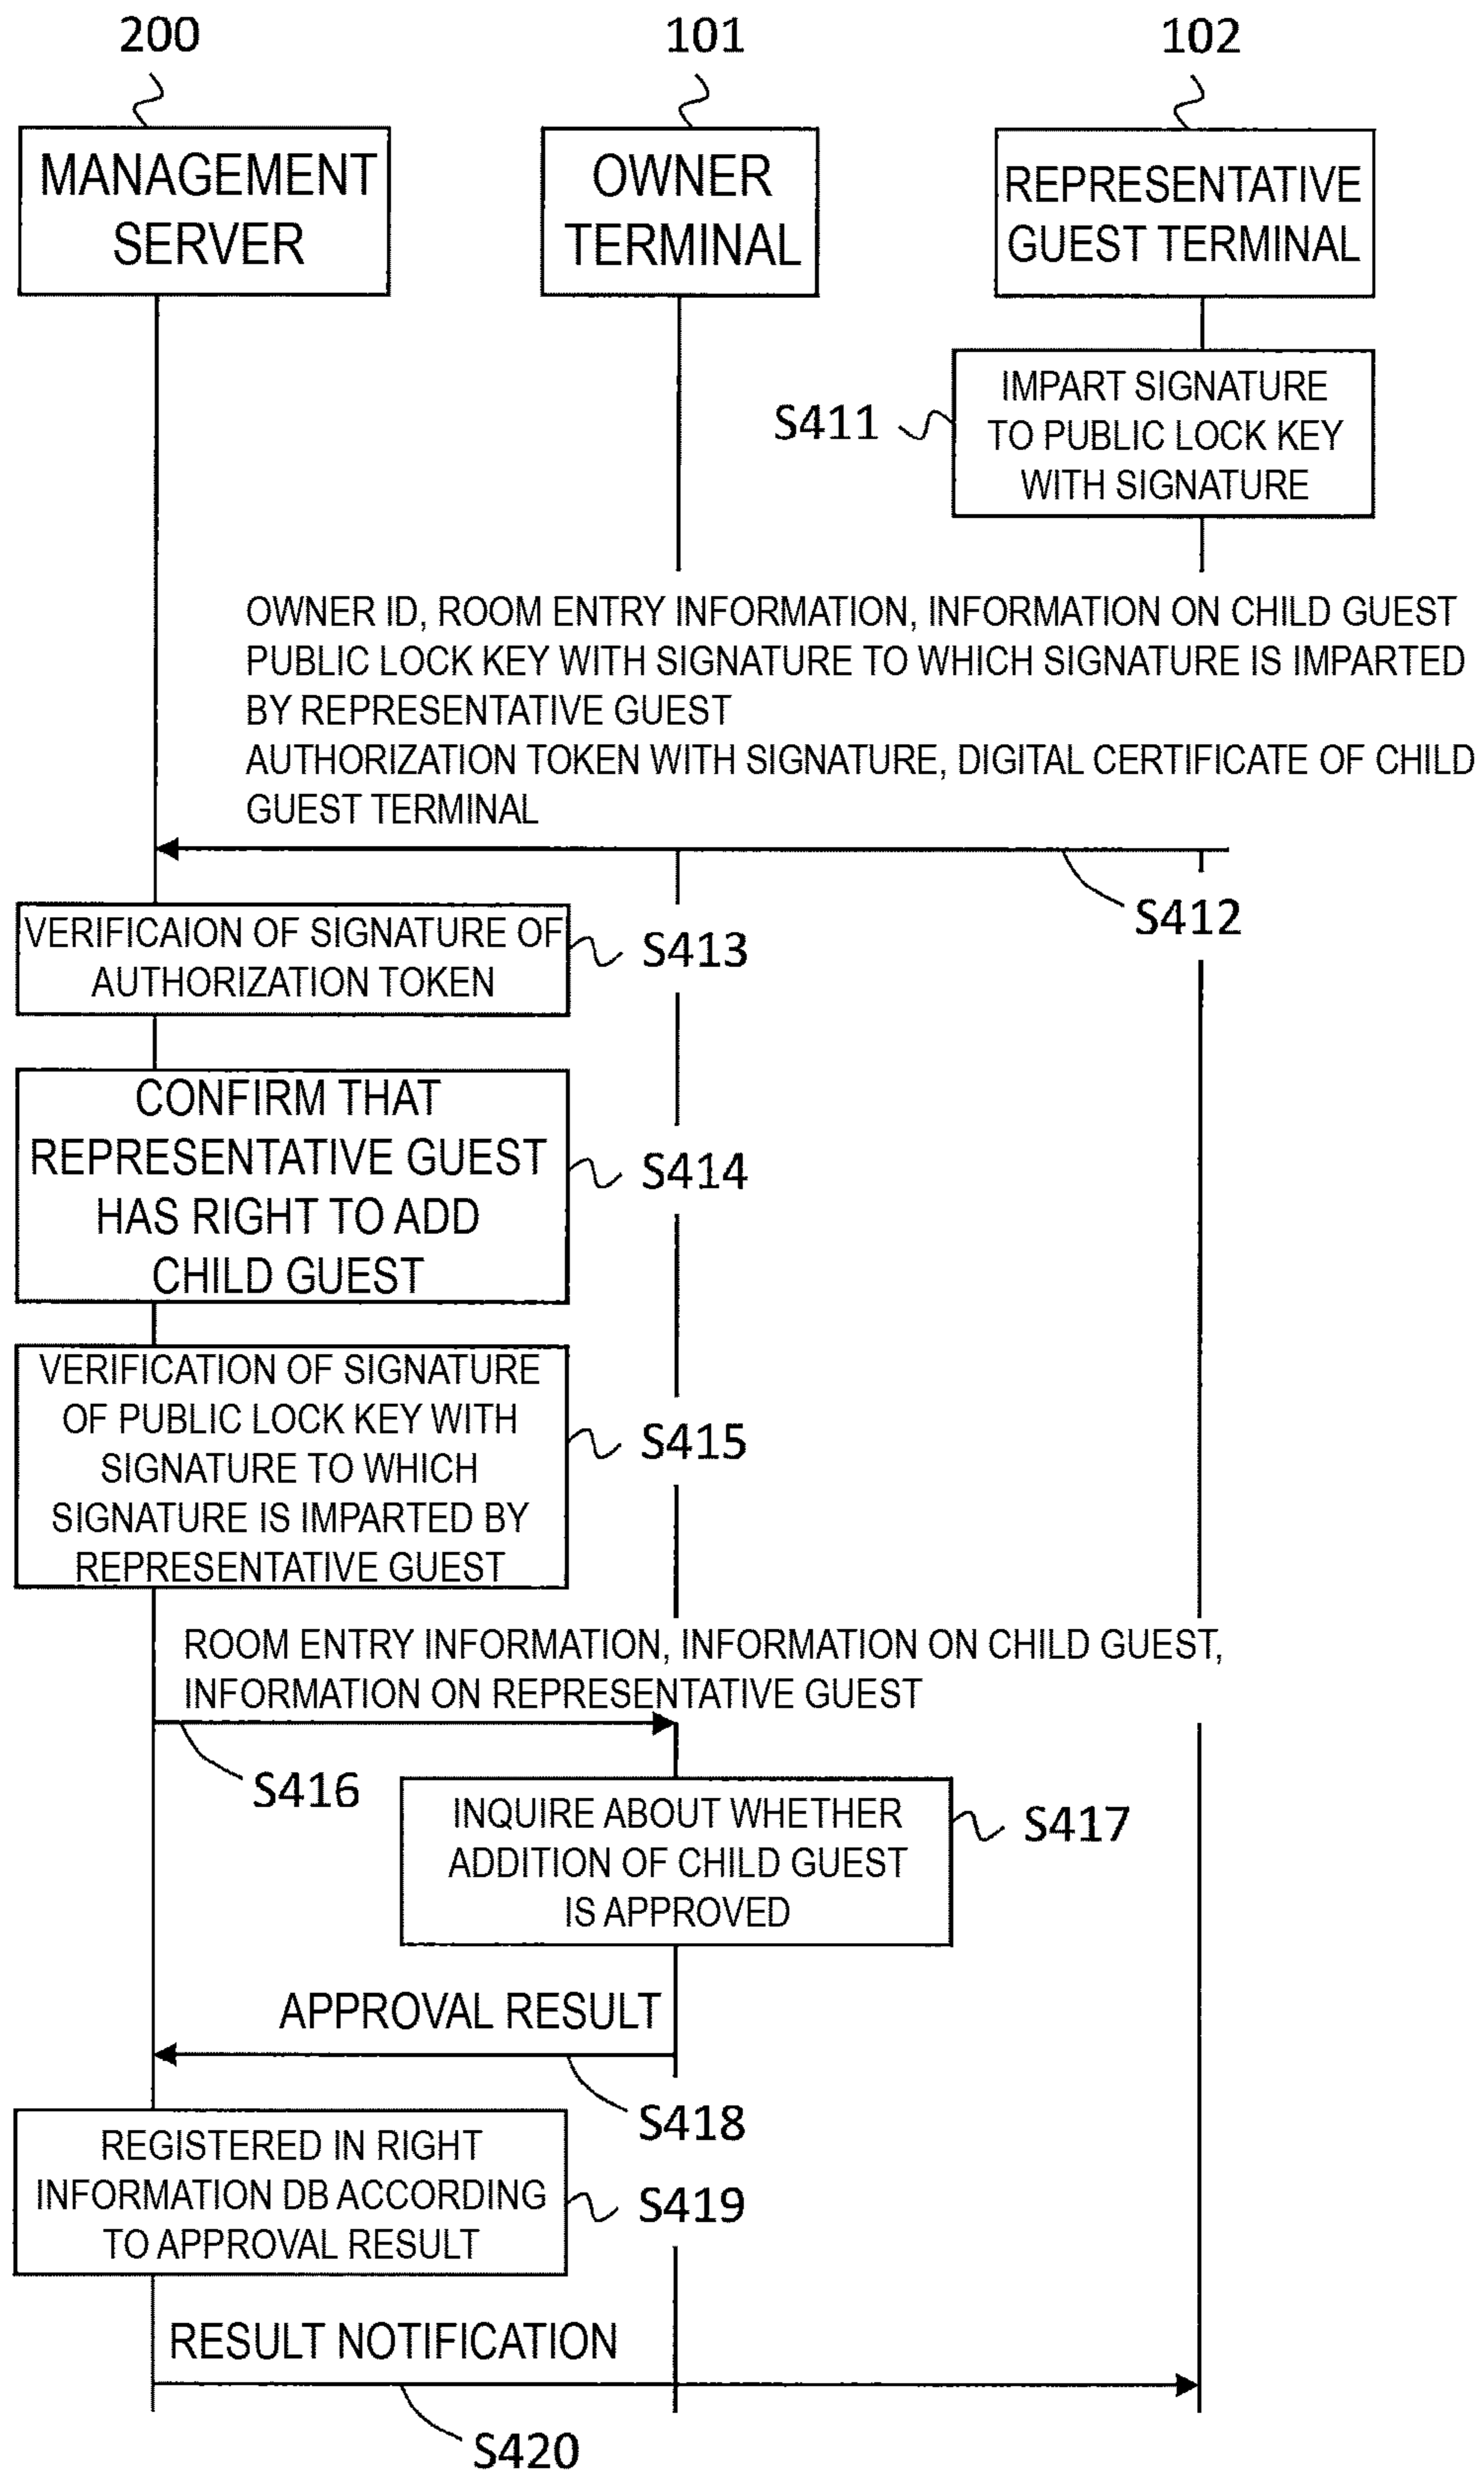 200
101
102
MANAGEMENT
SERVER
OWNER
TERMINAL
REPRESENTATIVE
GUEST TERMINAL
S411
IMPART SIGNATURE
TO PUBLIC LOCK KEY
WITH SIGNATURE
OWNER ID, ROOM ENTRY INFORMATION, INFORMATION ON CHILD GUEST
PUBLIC LOCK KEY WITH SIGNATURE TO WHICH SIGNATURE IS IMPARTED
BY REPRESENTATIVE GUEST
AUTHORIZATION TOKEN WITH SIGNATURE, DIGITAL CERTIFICATE OF CHILD
GUEST TERMINAL
S412
VERIFICAION OF SIGNATURE OF
AUTHORIZATION TOKEN
S413
CONFIRM THAT
REPRESENTATIVE GUEST
HAS RIGHT TO ADD
CHILD GUEST
S414
VERIFICATION OF SIGNATURE
OF PUBLIC LOCK KEY WITH
SIGNATURE TO WHICH
SIGNATURE IS IMPARTED BY
REPRESENTATIVE GUEST
S415
ROOM ENTRY INFORMATION, INFORMATION ON CHILD GUEST,
INFORMATION ON REPRESENTATIVE GUEST
S416
INQUIRE ABOUT WHETHER
ADDITION OF CHILD GUEST
IS APPROVED
S417
APPROVAL RESULT
S418
REGISTERED IN RIGHT
INFORMATION DB ACCORDING
TO APPROVAL RESULT
S419
RESULT NOTIFICATION
S420